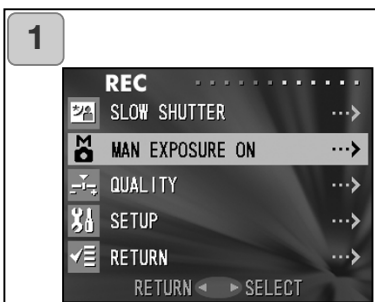 1
REC
SLOW SHUTTER
M MAN EXPOSURE ON
QUALITY
SETUP
RETURN
RETURN SELECT